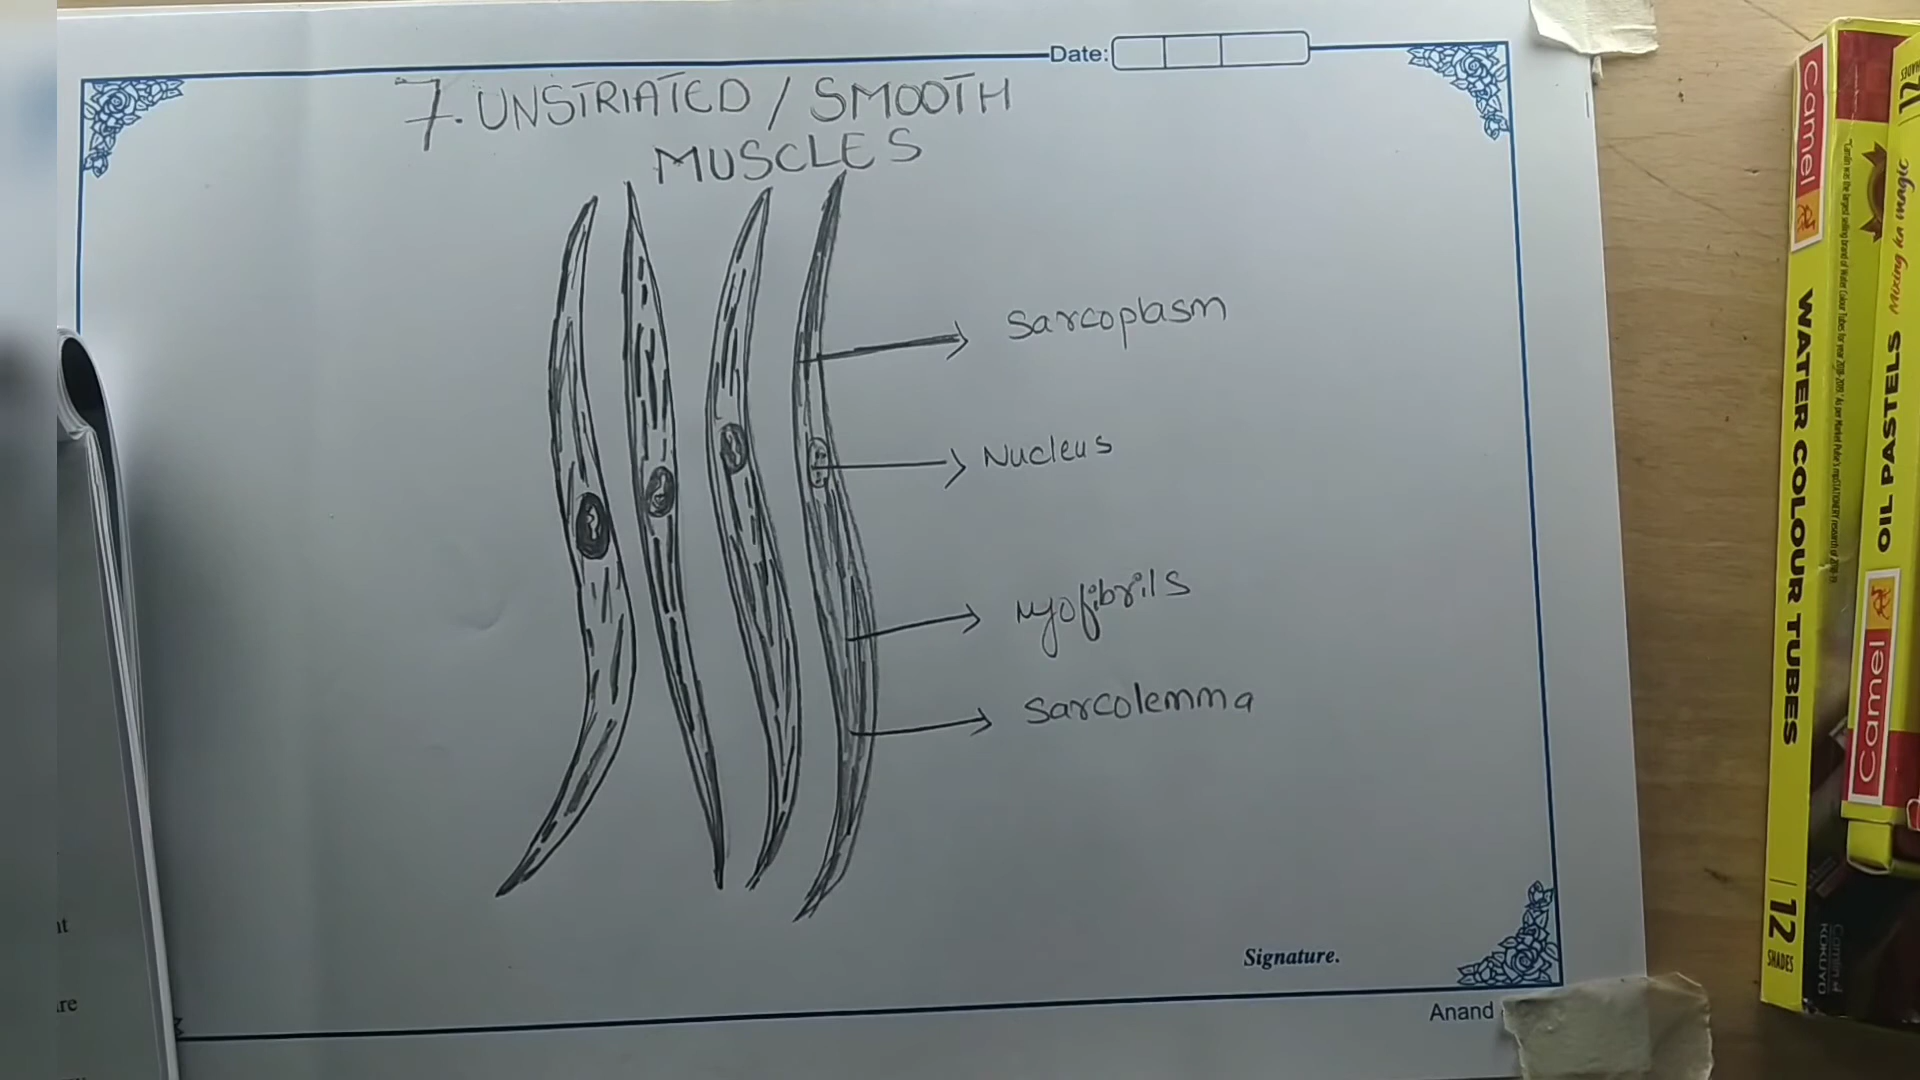 Date:
7. UNSTRIATED / SMOOTH
MUSCLES
Sarcoplasm
Nucleus
Myofibrils
Sarcolemma
Signature.
Anand
Camel
WATER COLOUR TUBES
12
SHADES
OIL PASTELS Mixing ka magic
Camel